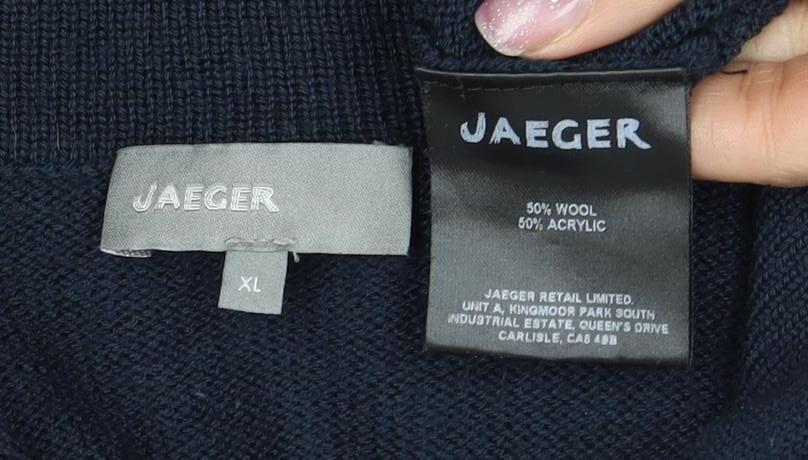 JAEGER
XL
JAEGER
50% WOOL
50% ACRYLIC
JAEGER RETAIL LIMITED.
UNIT A, KINGMOOR PARK SOUTH
INDUSTRIAL ESTATE, QUEEN'S DRIVE
CARLISLE, CA6 4SB